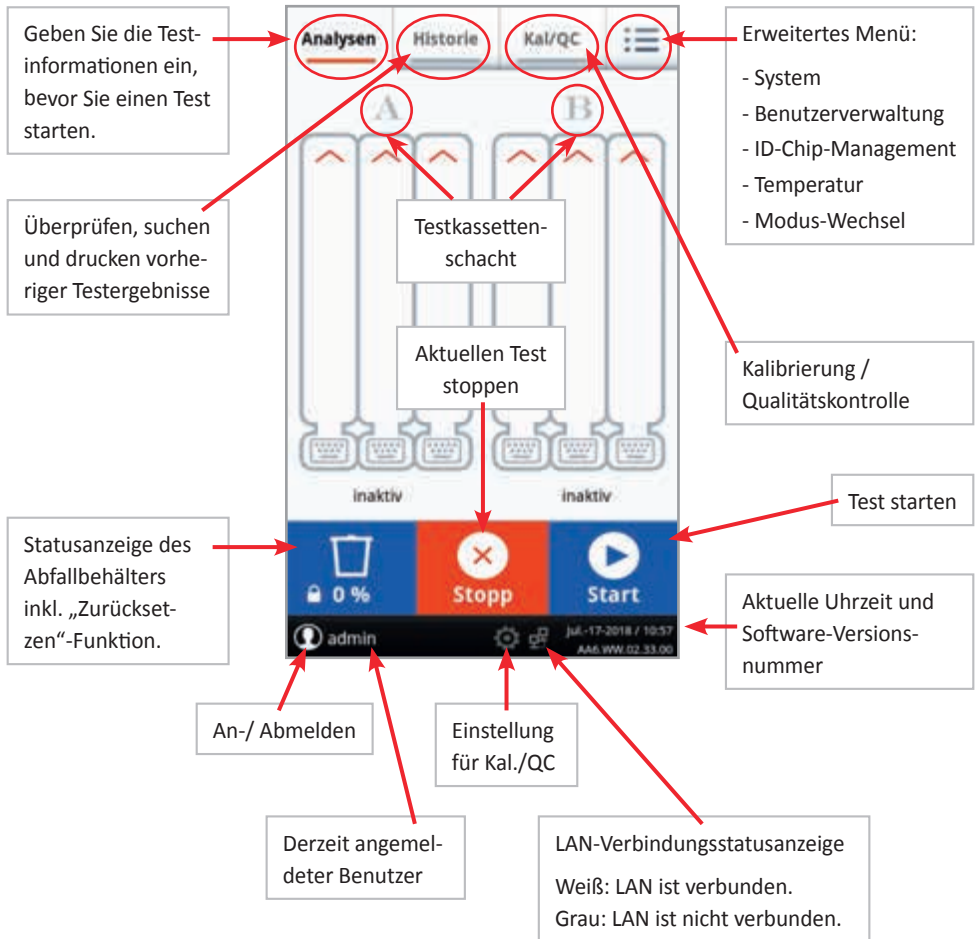 Geben Sie die Test-
informationen ein,
bevor Sie einen Test
starten.
Analysen
Historie
Kal/QC
Erweitertes Menü:
- System
- Benutzerverwaltung
- ID-Chip-Management
- Temperatur
- Modus-Wechsel
A
B
Überprüfen, suchen
und drucken vorhe-
riger Testergebnisse
Testkassetten-
schacht
Aktuellen Test
stoppen
Kalibrierung /
Qualitätskontrolle
inaktiv
inaktiv
Test starten
Statusanzeige des
Abfallbehälters
inkl. „Zurückset-
zen“-Funktion.
0 %
Stopp
Start
Aktuelle Uhrzeit und
Software-Versions-
nummer
admin
Jul.-17-2018 / 10:57
AA6.WW.02.33.00
An-/ Abmelden
Einstellung
für Kal./QC
Derzeit angemel-
deter Benutzer
LAN-Verbindungsstatusanzeige
Weiß: LAN ist verbunden.
Grau: LAN ist nicht verbunden.